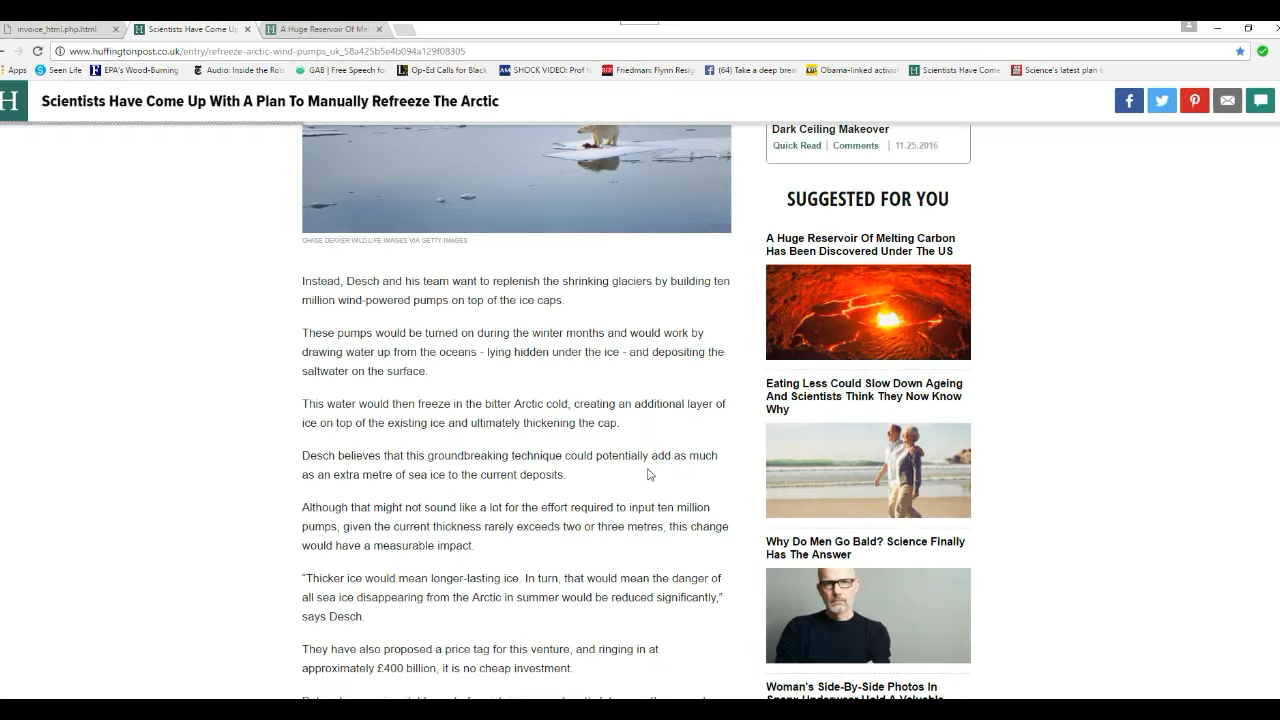 invoice_html.php.html
Scientists Have Come U
A Huge Reservoir Of Me
www.huffingtonpost.co.uk/entry/refreeze-arctic-wind-pumps_uk_58a425b5e4b094a129f08305
Apps
Seen Life
EPA's Wood-Burning
Audio: Inside the Roo
GAB | Free Speech fo
Op-Ed Calls for Black
SHOCK VIDEO: Prof h
Friedman: Flynn Resig
(64) Take a deep brea
Obama-linked activis
Scientists Have Come
Science's latest plan t
H
Scientists Have Come Up With A Plan To Manually Refreeze The Arctic
CHASE DEKKER WILD-LIFE IMAGES VIA GETTY IMAGES
Instead, Desch and his team want to replenish the shrinking glaciers by building ten
million wind-powered pumps on top of the ice caps.
These pumps would be turned on during the winter months and would work by
drawing water up from the oceans - lying hidden under the ice - and depositing the
saltwater on the surface.
This water would then freeze in the bitter Arctic cold, creating an additional layer of
ice on top of the existing ice and ultimately thickening the cap.
Desch believes that this groundbreaking technique could potentially add as much
as an extra metre of sea ice to the current deposits.
Although that might not sound like a lot for the effort required to input ten million
pumps, given the current thickness rarely exceeds two or three metres, this change
would have a measurable impact.
“Thicker ice would mean longer-lasting ice. In turn, that would mean the danger of
all sea ice disappearing from the Arctic in summer would be reduced significantly,”
says Desch.
They have also proposed a price tag for this venture, and ringing in at
approximately £400 billion, it is no cheap investment.
Dark Ceiling Makeover
Quick Read | Comments | 11.25.2016
SUGGESTED FOR YOU
A Huge Reservoir Of Melting Carbon
Has Been Discovered Under The US
Eating Less Could Slow Down Ageing
And Scientists Think They Now Know
Why
Why Do Men Go Bald? Science Finally
Has The Answer
Woman's Side-By-Side Photos In